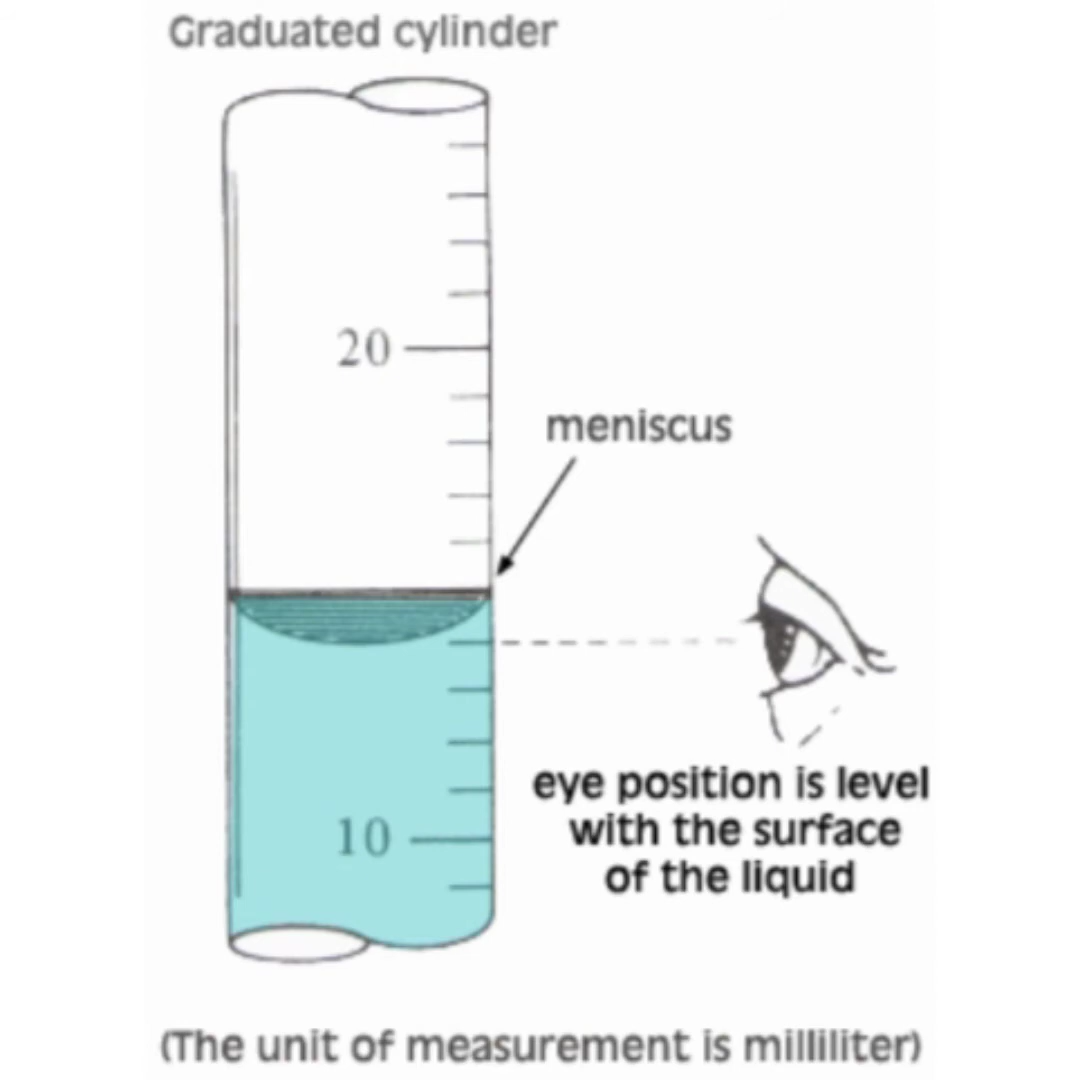 Graduated cylinder
20
meniscus
eye position is level
with the surface
of the liquid
10
(The unit of measurement is milliliter)